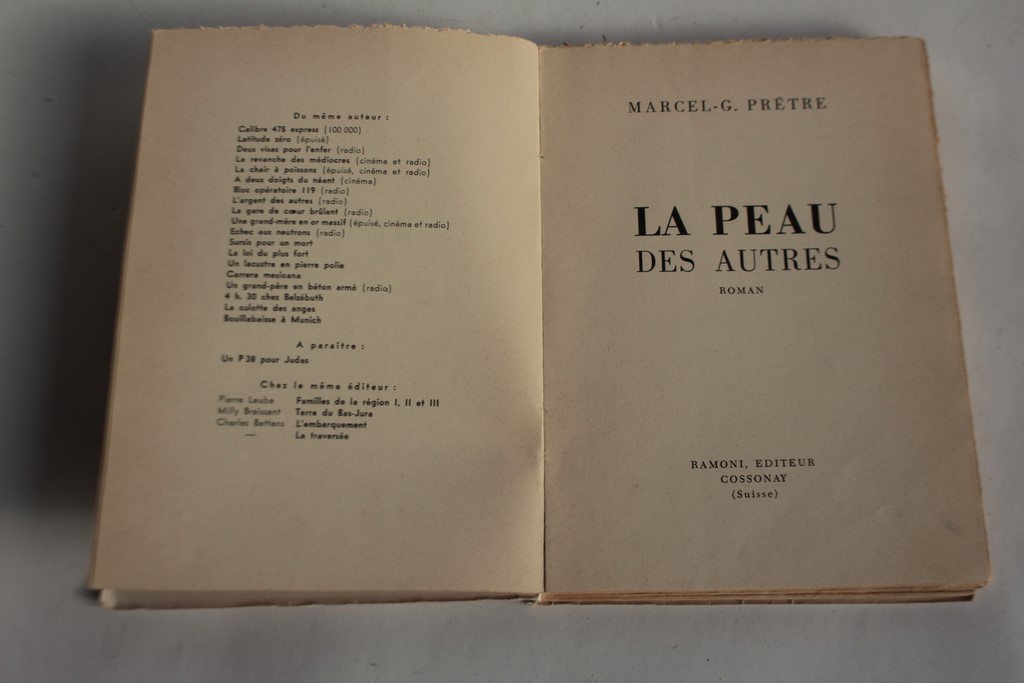 Du même auteur :
Calibre 475 express (100 000)
Latitude zéro (épuisé)
Deux visas pour l'enfer (radio)
La revanche des médiocres (cinéma et radio)
La chair à poissons (épuisé, cinéma et radio)
A deux doigts du néant (cinéma)
Bloc opératoire 119 (radio)
L'argent des autres (radio)
La gare de cœur brûlant (radio)
Une grand-mère en or massif (épuisé, cinéma et radio)
Echec aux neutrons (radio)
Sursis pour un mort
La loi du plus fort
Un lacustre en pierre polie
Carrera mexicana
Un grand-père en béton armé (radio)
4 h. 30 chez Belzébuth
La culotte des anges
Bouillabaisse à Munich
A paraître :
Un P 38 pour Judas
Chez le même éditeur :
Pierre Leuba Familles de la région I, II et III
Milly Braissant Terre du Bas-Jura
Charles Bettens L'embarquement
— La traversée
MARCEL-G. PRÊTRE
LA PEAU
DES AUTRES
ROMAN
RAMONI, EDITEUR
COSSONAY
(Suisse)